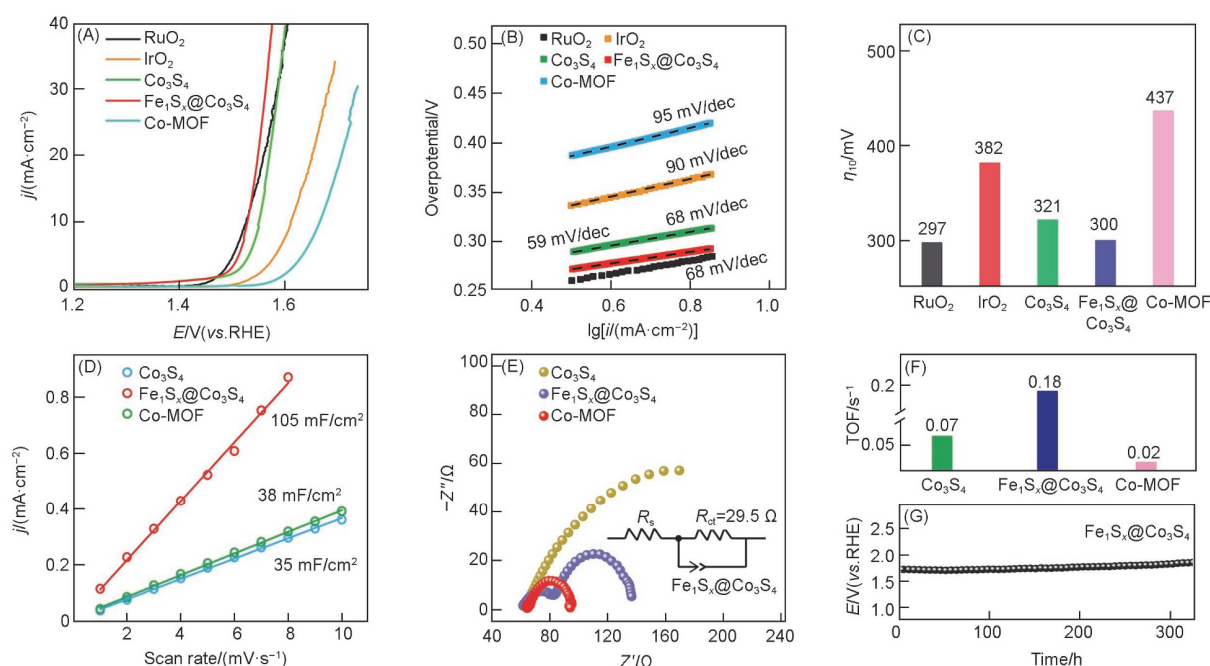 (A)
RuO₂
IrO₂
Co₃S₄
Fe₁Sₓ@Co₃S₄
Co-MOF
40
30
20
10
0
j/(mA·cm⁻²)
1.2
1.4
1.6
E/V(vs.RHE)
(B)
RuO₂
IrO₂
Co₃S₄
Fe₁Sₓ@Co₃S₄
Co-MOF
0.50
0.45
0.40
0.35
0.30
0.25
Overpotential/V
95 mV/dec
90 mV/dec
68 mV/dec
59 mV/dec
68 mV/dec
0.4
0.6
0.8
1.0
lg[i/(mA·cm⁻²)]
(C)
500
400
300
η₁₀/mV
297
382
321
300
437
RuO₂
IrO₂
Co₃S₄
Fe₁Sₓ@
Co₃S₄
Co-MOF
(D)
Co₃S₄
Fe₁Sₓ@Co₃S₄
Co-MOF
0.8
0.6
0.4
0.2
0
j/(mA·cm⁻²)
105 mF/cm²
38 mF/cm²
35 mF/cm²
2
4
6
8
10
Scan rate/(mV·s⁻¹)
(E)
Co₃S₄
Fe₁Sₓ@Co₃S₄
Co-MOF
100
80
60
40
20
0
−Z″/Ω
Rₛ
R_ct=29.5 Ω
Fe₁Sₓ@Co₃S₄
40
80
120
160
200
240
Z′/Ω
(F)
0.2
0.05
TOF/s⁻¹
0.07
0.18
0.02
Co₃S₄
Fe₁Sₓ@Co₃S₄
Co-MOF
(G)
Fe₁Sₓ@Co₃S₄
2.5
2.0
1.5
1.0
E/V(vs.RHE)
0
100
200
300
Time/h